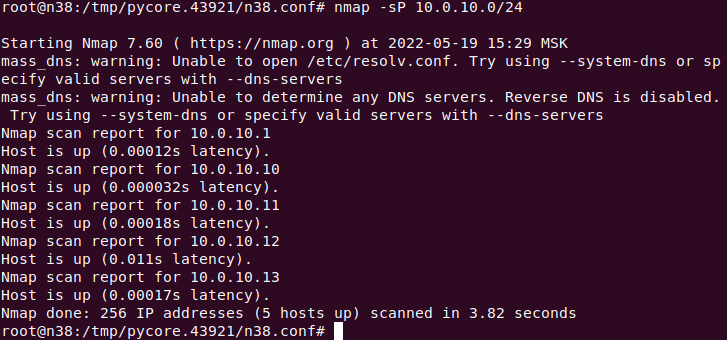 root@n38:/tmp/pycore.43921/n38.conf# nmap -sP 10.0.10.0/24

Starting Nmap 7.60 ( https://nmap.org ) at 2022-05-19 15:29 MSK
mass_dns: warning: Unable to open /etc/resolv.conf. Try using --system-dns or sp
ecify valid servers with --dns-servers
mass_dns: warning: Unable to determine any DNS servers. Reverse DNS is disabled.
 Try using --system-dns or specify valid servers with --dns-servers
Nmap scan report for 10.0.10.1
Host is up (0.00012s latency).
Nmap scan report for 10.0.10.10
Host is up (0.000032s latency).
Nmap scan report for 10.0.10.11
Host is up (0.00018s latency).
Nmap scan report for 10.0.10.12
Host is up (0.011s latency).
Nmap scan report for 10.0.10.13
Host is up (0.00017s latency).
Nmap done: 256 IP addresses (5 hosts up) scanned in 3.82 seconds
root@n38:/tmp/pycore.43921/n38.conf#